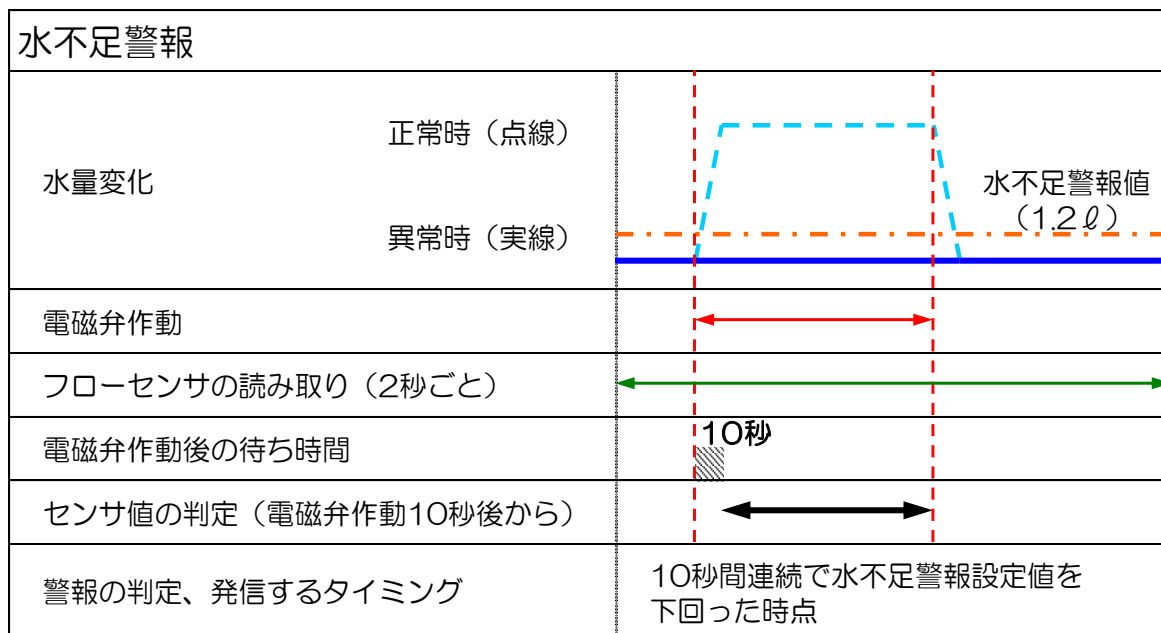 水不足警報
正常時（点線）
水量変化
水不足警報値
（1.2ℓ）
異常時（実線）
電磁弁作動
フローセンサの読み取り（2秒ごと）
10秒
電磁弁作動後の待ち時間
センサ値の判定（電磁弁作動10秒後から）
警報の判定、発信するタイミング
10秒間連続で水不足警報設定値を
下回った時点